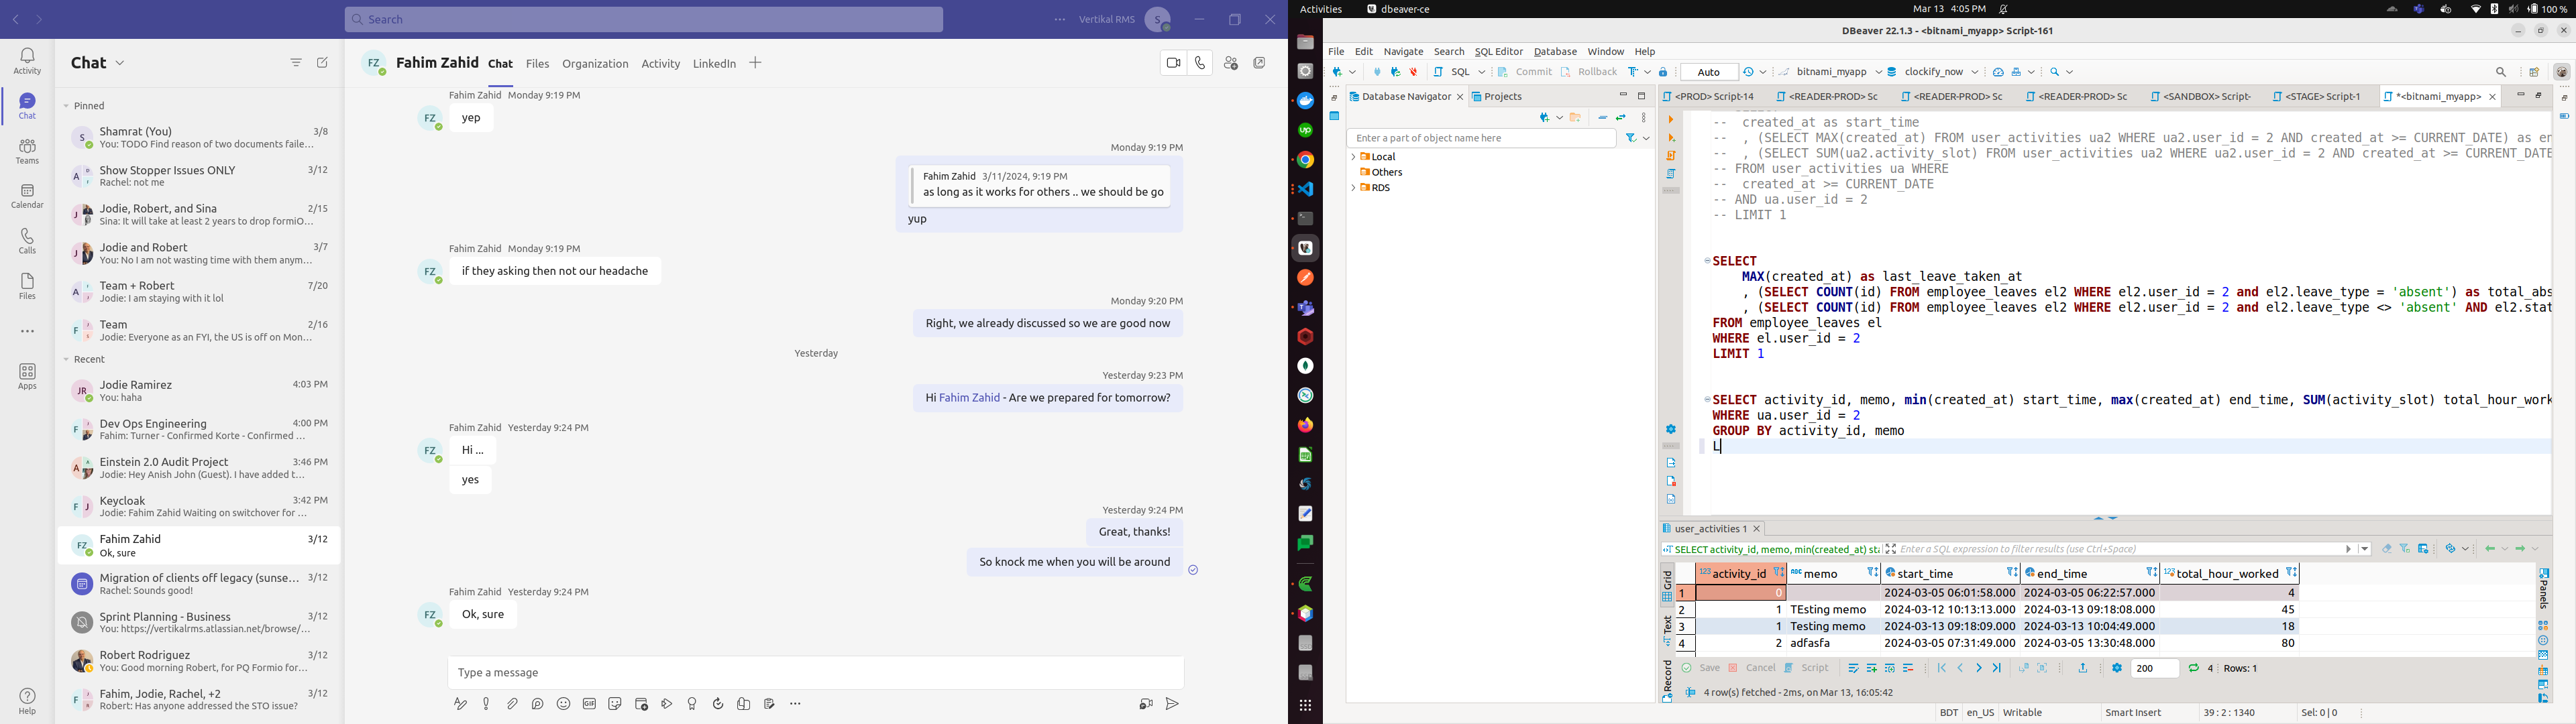 Search
Vertikal RMS
S
Activity
Chat
Teams
Calendar
Calls
Files
Apps
Help
Chat
Pinned
Shamrat (You) 3/8
You: TODO Find reason of two documents faile...
Show Stopper Issues ONLY 3/12
Rachel: not me
Jodie, Robert, and Sina 2/15
Sina: It will take at least 2 years to drop formiO...
Jodie and Robert 3/7
You: No I am not wasting time with them anym...
Team + Robert 7/20
Jodie: I am staying with it lol
Team 2/16
Jodie: Everyone as an FYI, the US is off on Mon...
Recent
Jodie Ramirez 4:03 PM
You: haha
Dev Ops Engineering 4:00 PM
Fahim: Turner - Confirmed Korte - Confirmed ...
Einstein 2.0 Audit Project 3:46 PM
Jodie: Hey Anish John (Guest). I have added t...
Keycloak 3:42 PM
Jodie: Fahim Zahid Waiting on switchover for ...
Fahim Zahid 3/12
Ok, sure
Migration of clients off legacy (sunse... 3/12
Rachel: Sounds good!
Sprint Planning - Business 3/12
You: https://vertikalrms.atlassian.net/browse/...
Robert Rodriguez 3/12
You: Good morning Robert, for PQ Formio for...
Fahim, Jodie, Rachel, +2 3/12
Robert: Has anyone addressed the STO issue?
FZ Fahim Zahid Chat Files Organization Activity LinkedIn
Fahim Zahid Monday 9:19 PM
yep
Monday 9:19 PM
Fahim Zahid 3/11/2024, 9:19 PM
as long as it works for others .. we should be go
yup
Fahim Zahid Monday 9:19 PM
if they asking then not our headache
Monday 9:20 PM
Right, we already discussed so we are good now
Yesterday
Yesterday 9:23 PM
Hi Fahim Zahid - Are we prepared for tomorrow?
Fahim Zahid Yesterday 9:24 PM
Hi ...
yes
Yesterday 9:24 PM
Great, thanks!
So knock me when you will be around
Fahim Zahid Yesterday 9:24 PM
Ok, sure
Type a message
Activities dbeaver-ce Mar 13 4:05 PM 100 %
DBeaver 22.1.3 - <bitnami_myapp> Script-161
File Edit Navigate Search SQL Editor Database Window Help
SQL Commit Rollback Auto bitnami_myapp clockify_now
Database Navigator Projects
Enter a part of object name here
Local
Others
RDS
<PROD> Script-14 <READER-PROD> Sc <READER-PROD> Sc <READER-PROD> Sc <SANDBOX> Script- <STAGE> Script-1 *<bitnami_myapp>
-- created_at as start_time
-- , (SELECT MAX(created_at) FROM user_activities ua2 WHERE ua2.user_id = 2 AND created_at >= CURRENT_DATE) as en
-- , (SELECT SUM(ua2.activity_slot) FROM user_activities ua2 WHERE ua2.user_id = 2 AND created_at >= CURRENT_DATE
-- FROM user_activities ua WHERE
-- created_at >= CURRENT_DATE
-- AND ua.user_id = 2
-- LIMIT 1
SELECT
MAX(created_at) as last_leave_taken_at
, (SELECT COUNT(id) FROM employee_leaves el2 WHERE el2.user_id = 2 and el2.leave_type = 'absent') as total_abs
, (SELECT COUNT(id) FROM employee_leaves el2 WHERE el2.user_id = 2 and el2.leave_type <> 'absent' AND el2.stat
FROM employee_leaves el
WHERE el.user_id = 2
LIMIT 1
SELECT activity_id, memo, min(created_at) start_time, max(created_at) end_time, SUM(activity_slot) total_hour_work
WHERE ua.user_id = 2
GROUP BY activity_id, memo
L
user_activities 1
SELECT activity_id, memo, min(created_at) sta Enter a SQL expression to filter results (use Ctrl+Space)
Grid
Text
Record
Panels
activity_id memo start_time end_time total_hour_worked
1 0 2024-03-05 06:01:58.000 2024-03-05 06:22:57.000 4
2 1 TEsting memo 2024-03-12 10:13:13.000 2024-03-13 09:18:08.000 45
3 1 Testing memo 2024-03-13 09:18:09.000 2024-03-13 10:04:49.000 18
4 2 adfasfa 2024-03-05 07:31:49.000 2024-03-05 13:30:48.000 80
Save Cancel Script 200 4 Rows: 1
4 row(s) fetched - 2ms, on Mar 13, 16:05:42
BDT en_US Writable Smart Insert 39 : 2 : 1340 Sel: 0 | 0